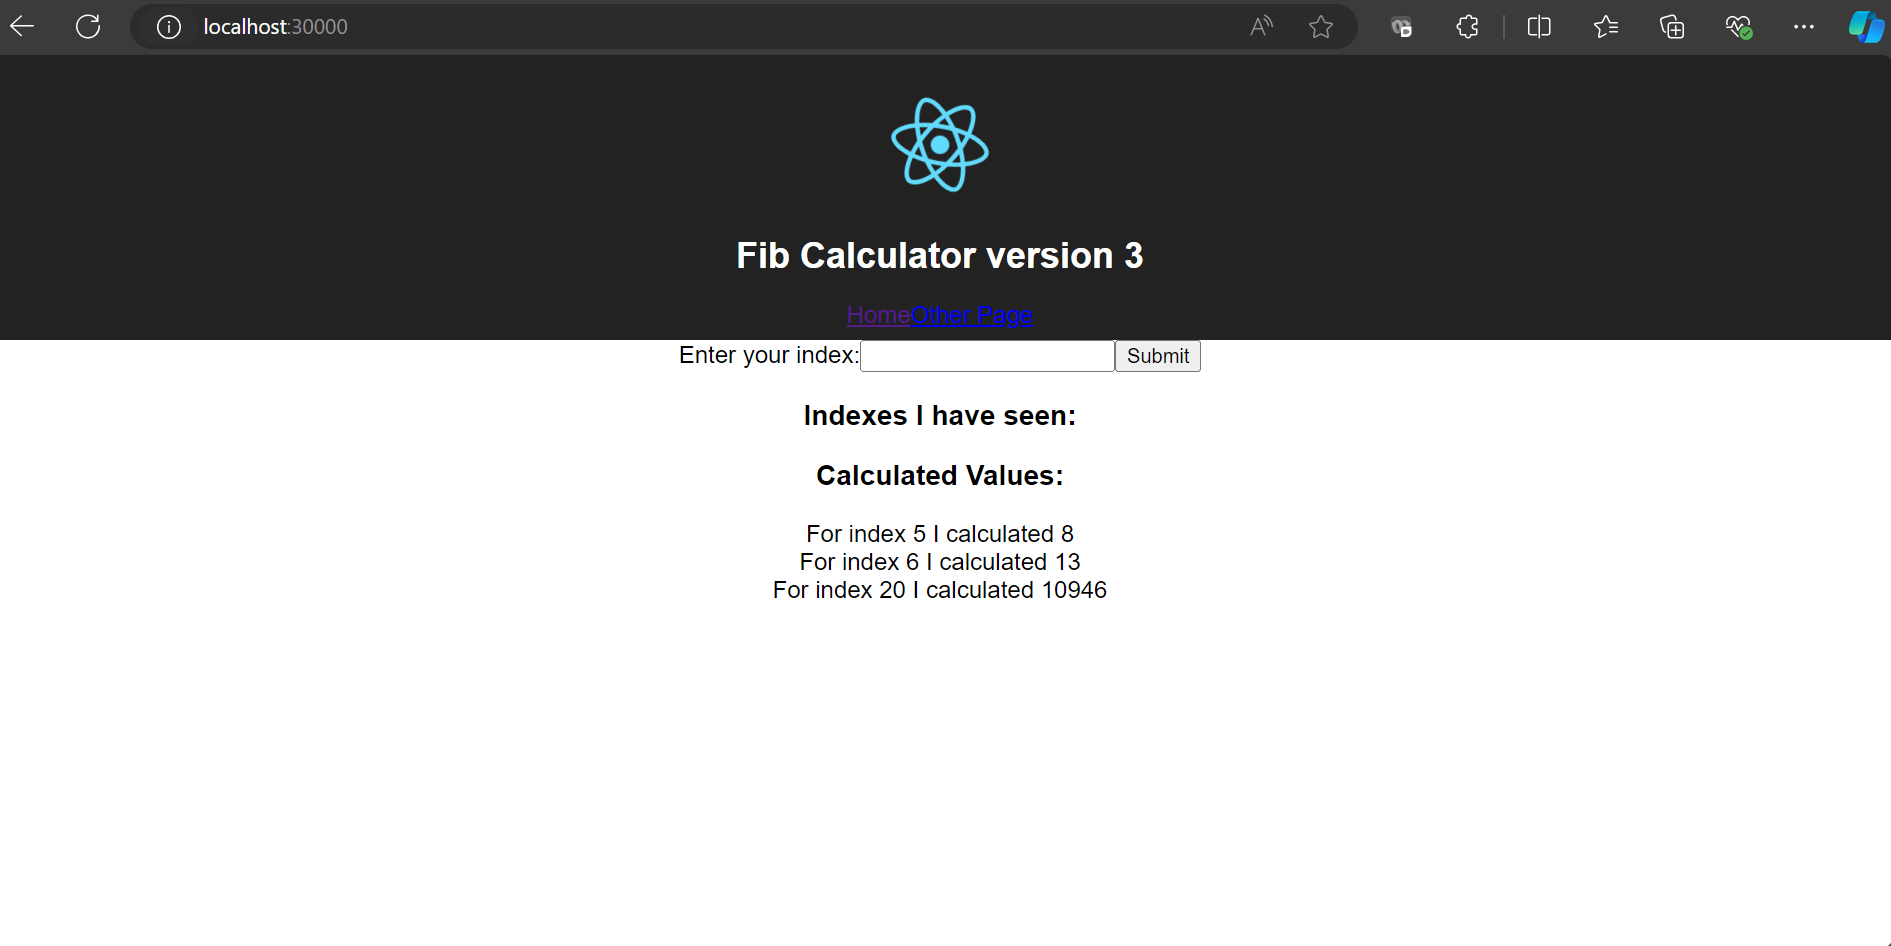 localhost:30000
Fib Calculator version 3
HomeOther Page
Enter your index: Submit
Indexes I have seen:
Calculated Values:
For index 5 I calculated 8
For index 6 I calculated 13
For index 20 I calculated 10946